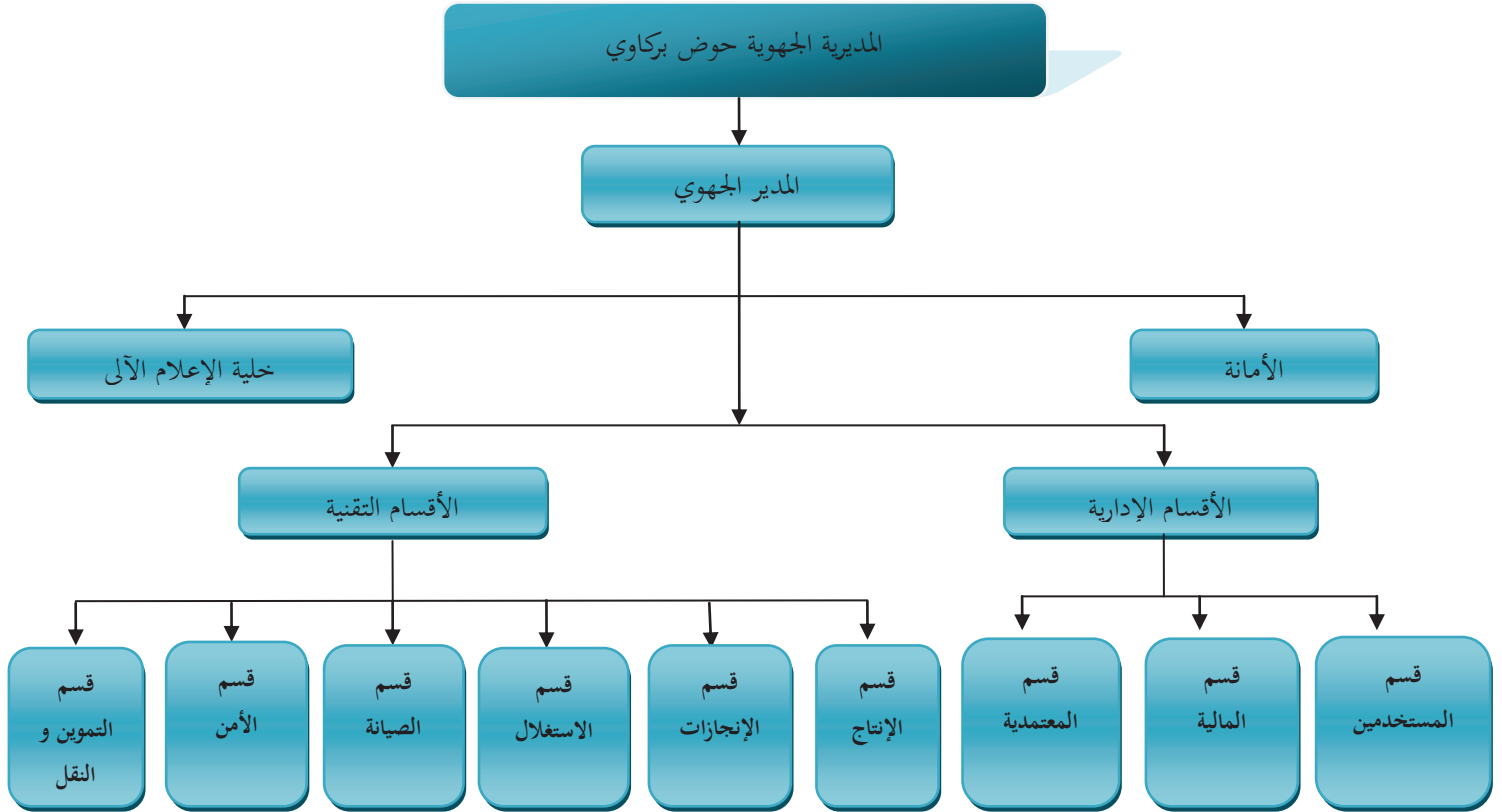 المديرية الجهوية حوض بركاوي
المدير الجهوي
الأمانة
خلية الإعلام الآلى
الأقسام الإدارية
الأقسام التقنية
قسم
المستخدمين
قسم
المالية
قسم
المعتمدية
قسم
الإنتاج
قسم
الإنجازات
قسم
الاستغلال
قسم
الصيانة
قسم
الأمن
قسم
التموين و
النقل